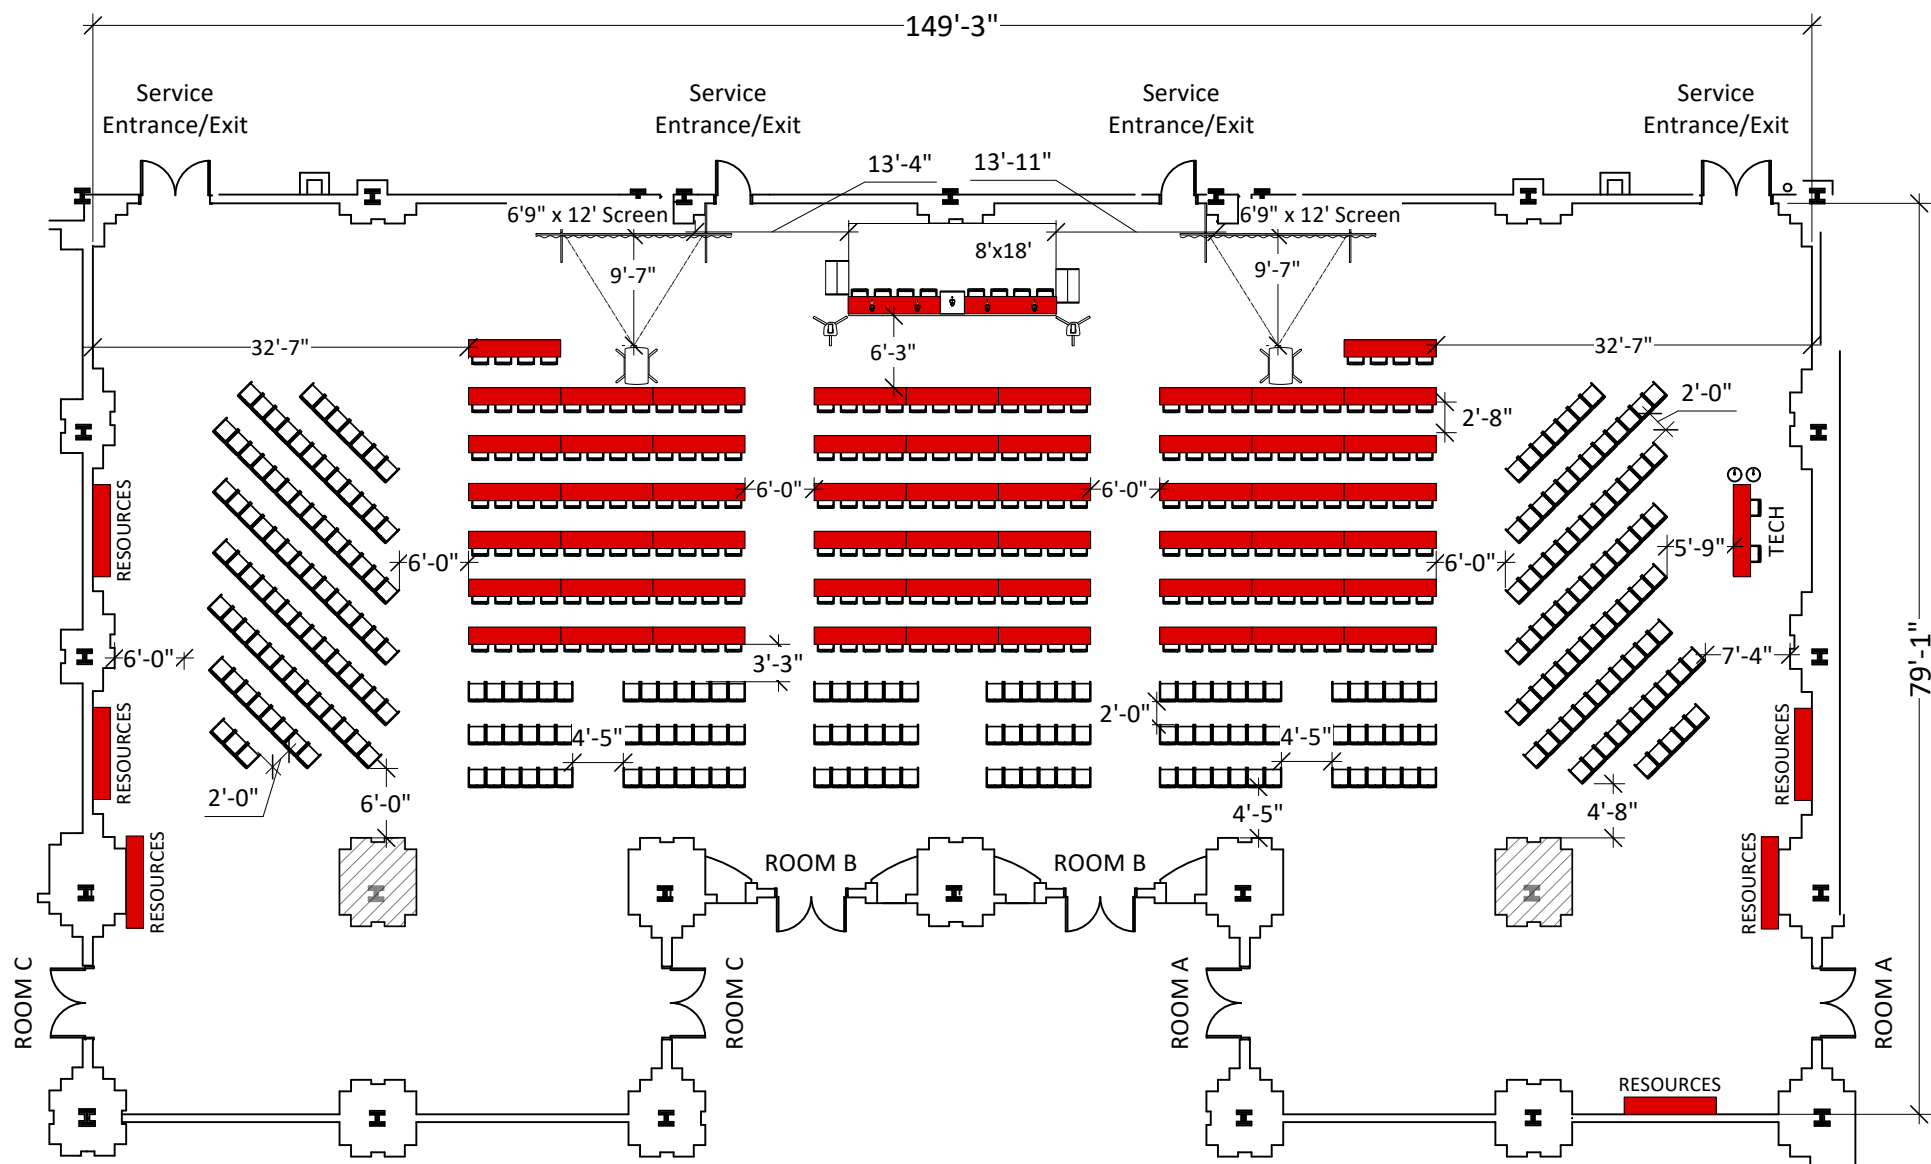 149'-3"
Service
Entrance/Exit
Service
Entrance/Exit
Service
Entrance/Exit
Service
Entrance/Exit
13'-4"
13'-11"
6'9" x 12' Screen
6'9" x 12' Screen
8'x18'
9'-7"
9'-7"
32'-7"
6'-3"
32'-7"
2'-0"
2'-8"
6'-0"
6'-0"
RESOURCES
TECH
6'-0"
6'-0"
5'-9"
6'-0"
3'-3"
7'-4"
79'-1"
2'-0"
RESOURCES
4'-5"
4'-5"
RESOURCES
2'-0"
6'-0"
4'-5"
4'-8"
RESOURCES
ROOM B
ROOM B
RESOURCES
ROOM C
ROOM C
ROOM A
ROOM A
RESOURCES